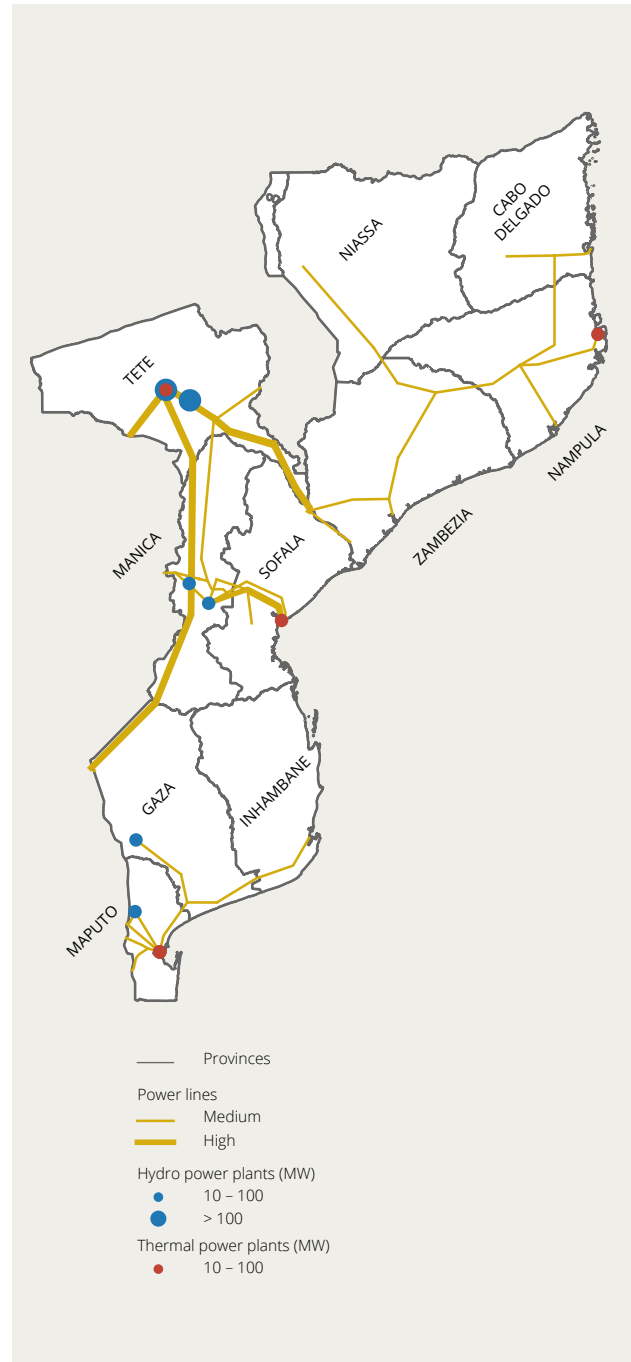 CABO
DELGADO
NIASSA
TETE
NAMPULA
ZAMBEZIA
MANICA
SOFALA
INHAMBANE
GAZA
MAPUTO
Provinces
Power lines
Medium
High
Hydro power plants (MW)
10 – 100
> 100
Thermal power plants (MW)
10 – 100